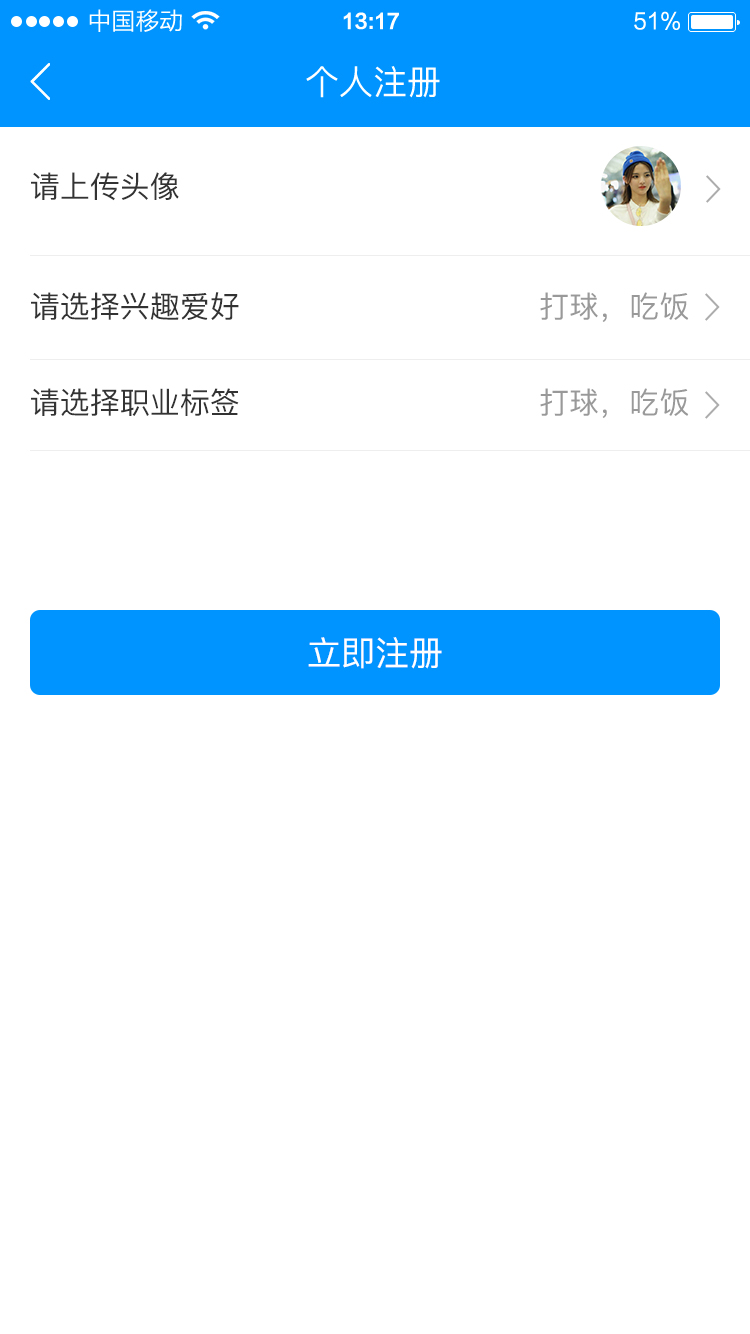 中国移动 13:17 51%
个人注册
请上传头像
请选择兴趣爱好 打球，吃饭
请选择职业标签 打球，吃饭
立即注册